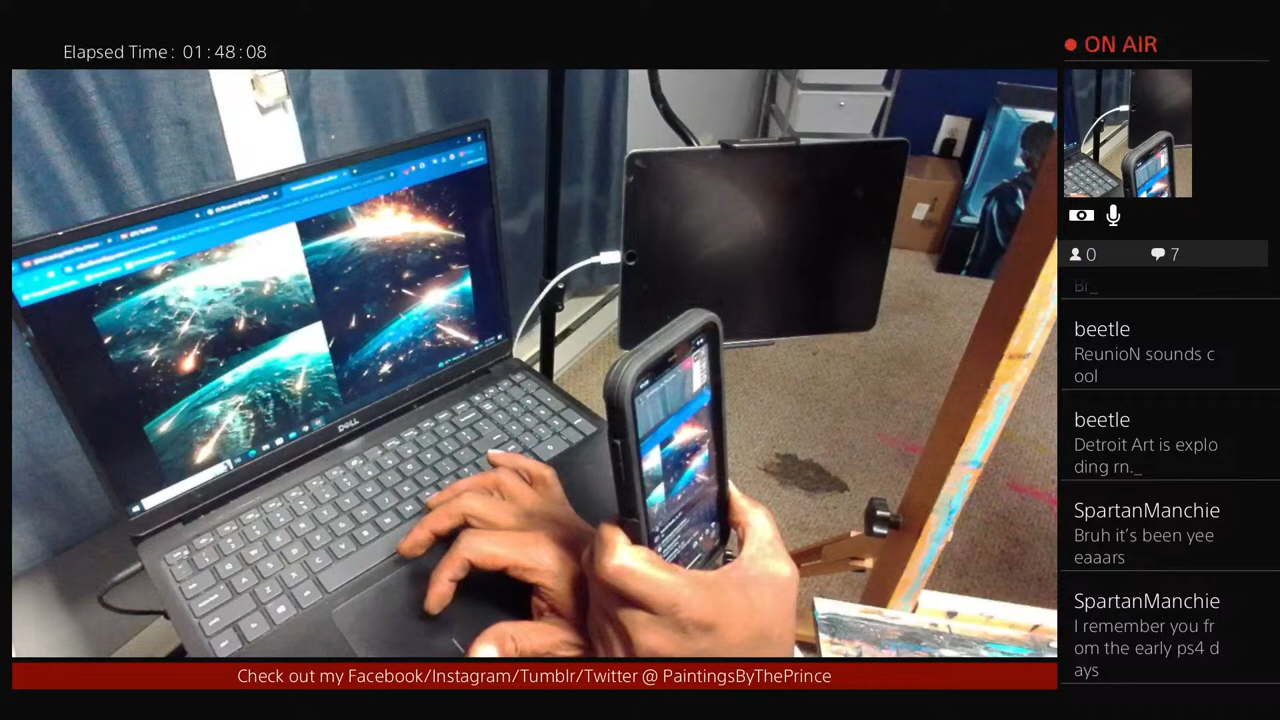 Elapsed Time: 01:48:08
ON AIR
0
7
beetle
ReunioN sounds c
ool
beetle
Detroit Art is explo
ding rn._
SpartanManchie
Bruh it's been yee
eaaars
SpartanManchie
I remember you fr
om the early ps4 d
ays
DELL
Check out my Facebook/Instagram/Tumblr/Twitter @ PaintingsByThePrince